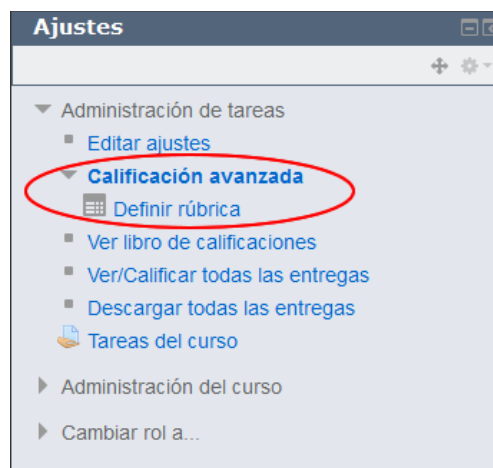 Ajustes
Administración de tareas
Editar ajustes
Calificación avanzada
Definir rúbrica
Ver libro de calificaciones
Ver/Calificar todas las entregas
Descargar todas las entregas
Tareas del curso
Administración del curso
Cambiar rol a...